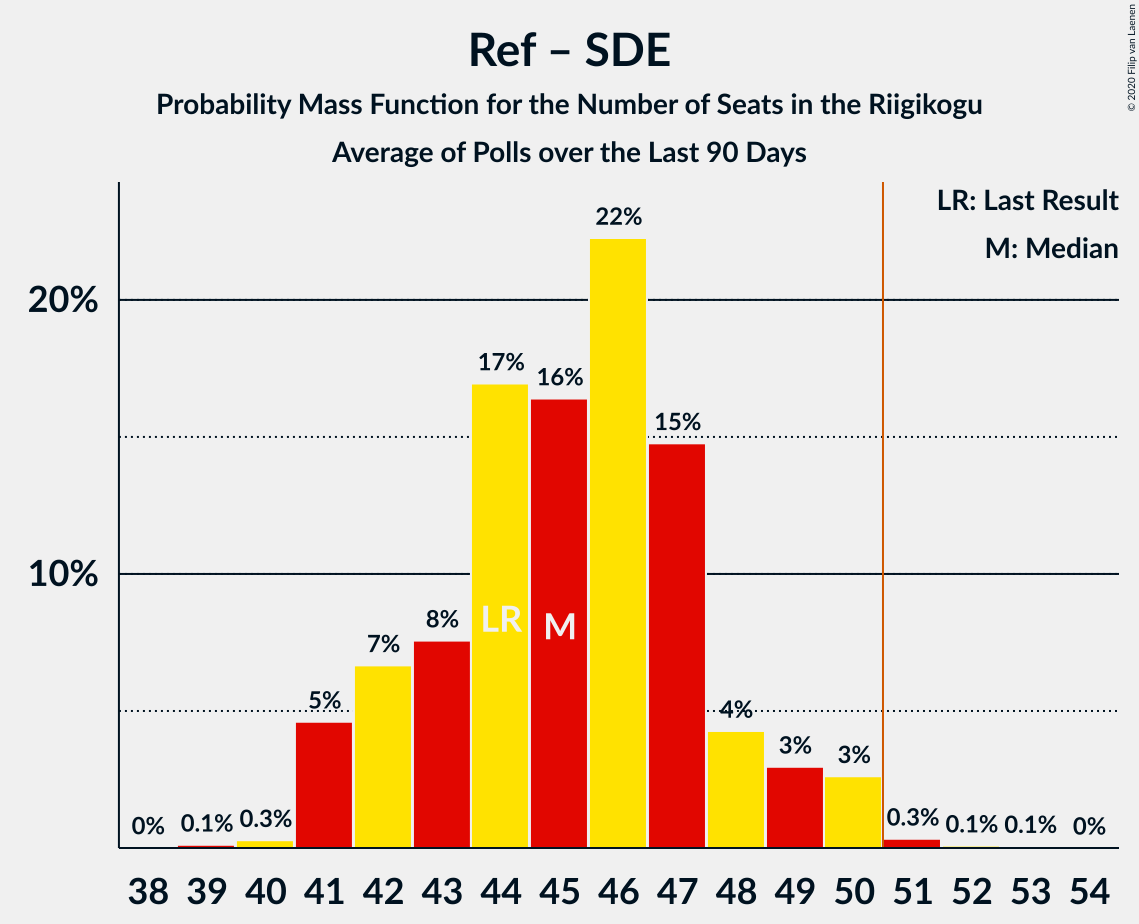 Ref – SDE
Probability Mass Function for the Number of Seats in the Riigikogu
Average of Polls over the Last 90 Days
© 2020 Filip van Laenen
LR: Last Result
M: Median
20%
10%
0% 0.1% 0.3% 5% 7% 8% 17% 16% 22% 15% 4% 3% 3% 0.3% 0.1% 0.1% 0%
LR M
38 39 40 41 42 43 44 45 46 47 48 49 50 51 52 53 54